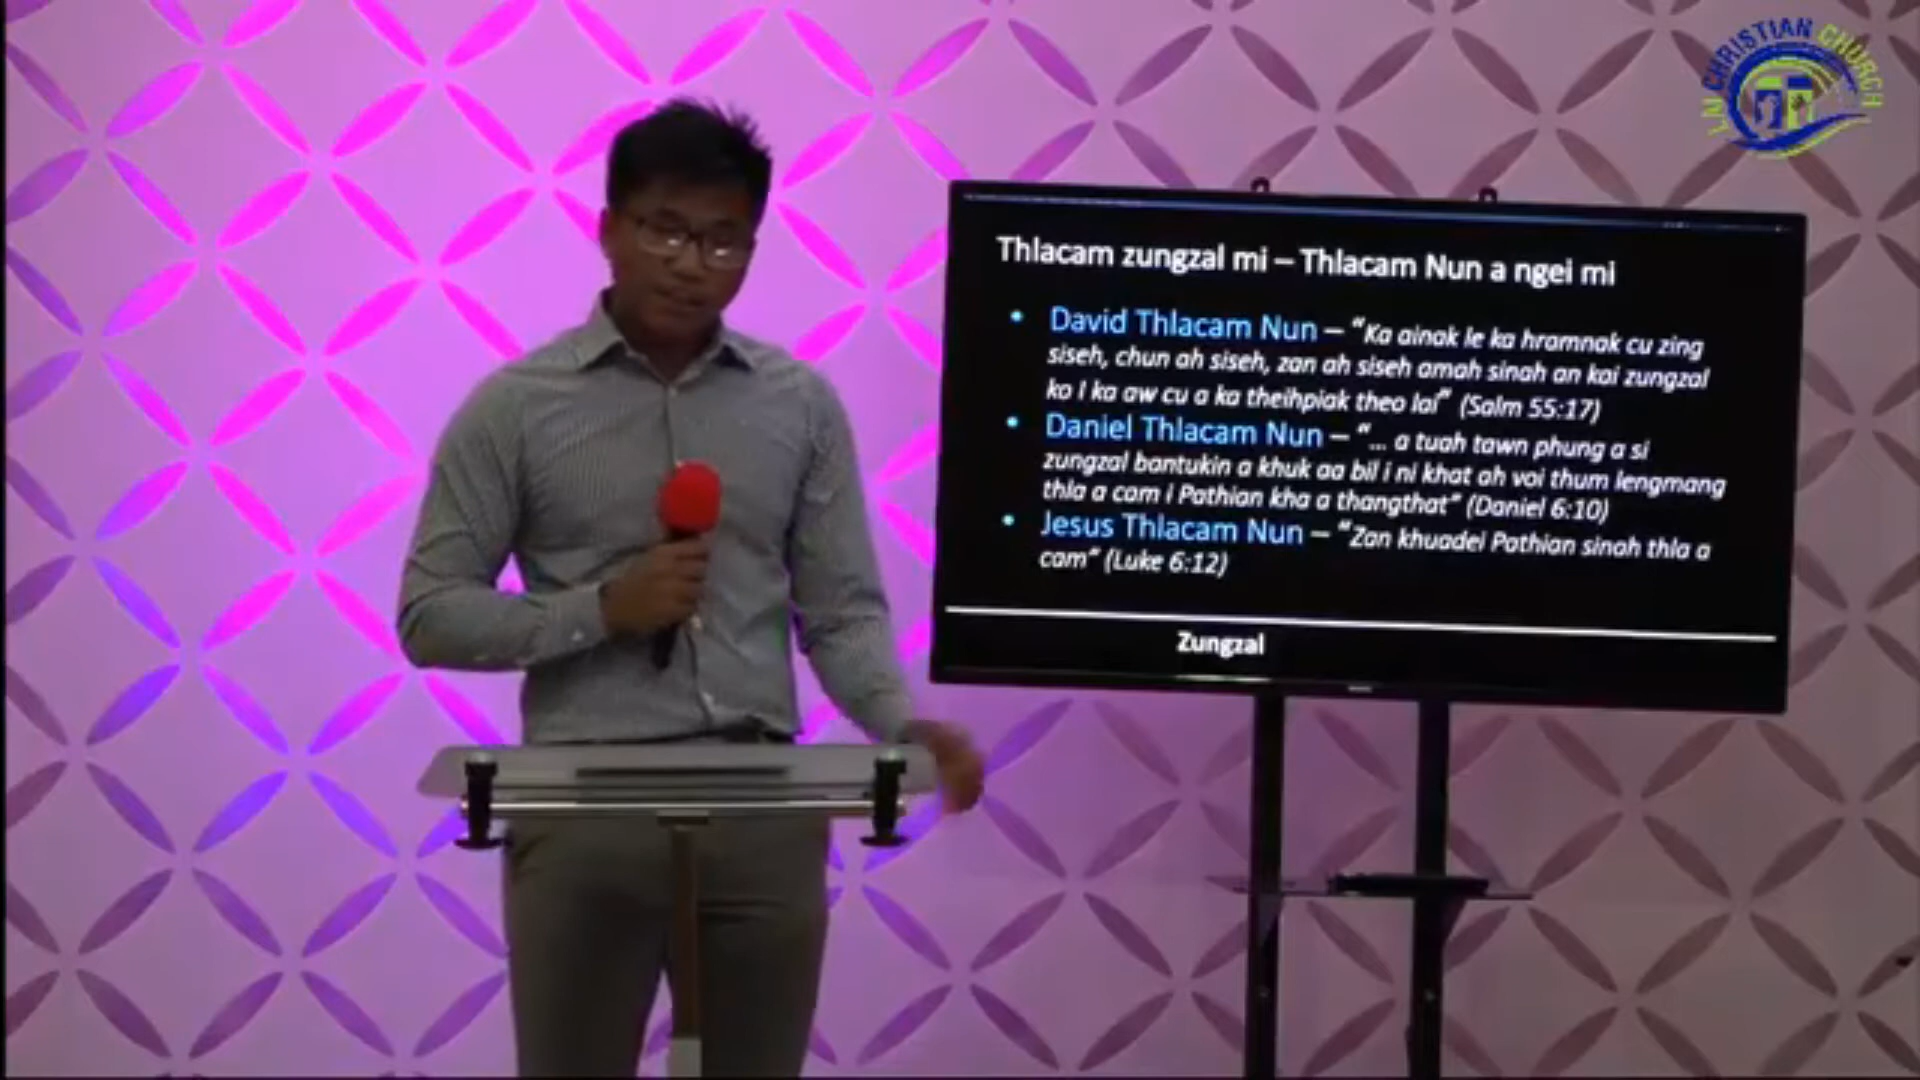 LAI CHRISTIAN CHURCH
Thlacam zungzal mi – Thlacam Nun a ngei mi
• David Thlacam Nun – “Ka ainak le ka hramnak cu zing
siseh, chun ah siseh, zan ah siseh amah sinah an kai zungzal
ko I ka aw cu a ka theihpiak theo lai” (Salm 55:17)
• Daniel Thlacam Nun – “... a tuah tawn phung a si
zungzal bantukin a khuk aa bil i ni khat ah voi thum lengmang
thla a cam i Pathian kha a thangthat” (Daniel 6:10)
• Jesus Thlacam Nun – “Zan khuadei Pathian sinah thla a
cam” (Luke 6:12)
Zungzal